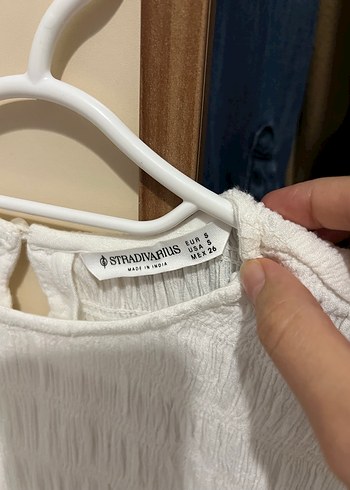 STRADIVARIUS
MADE IN INDIA
EUR S
USA S
MEX 26